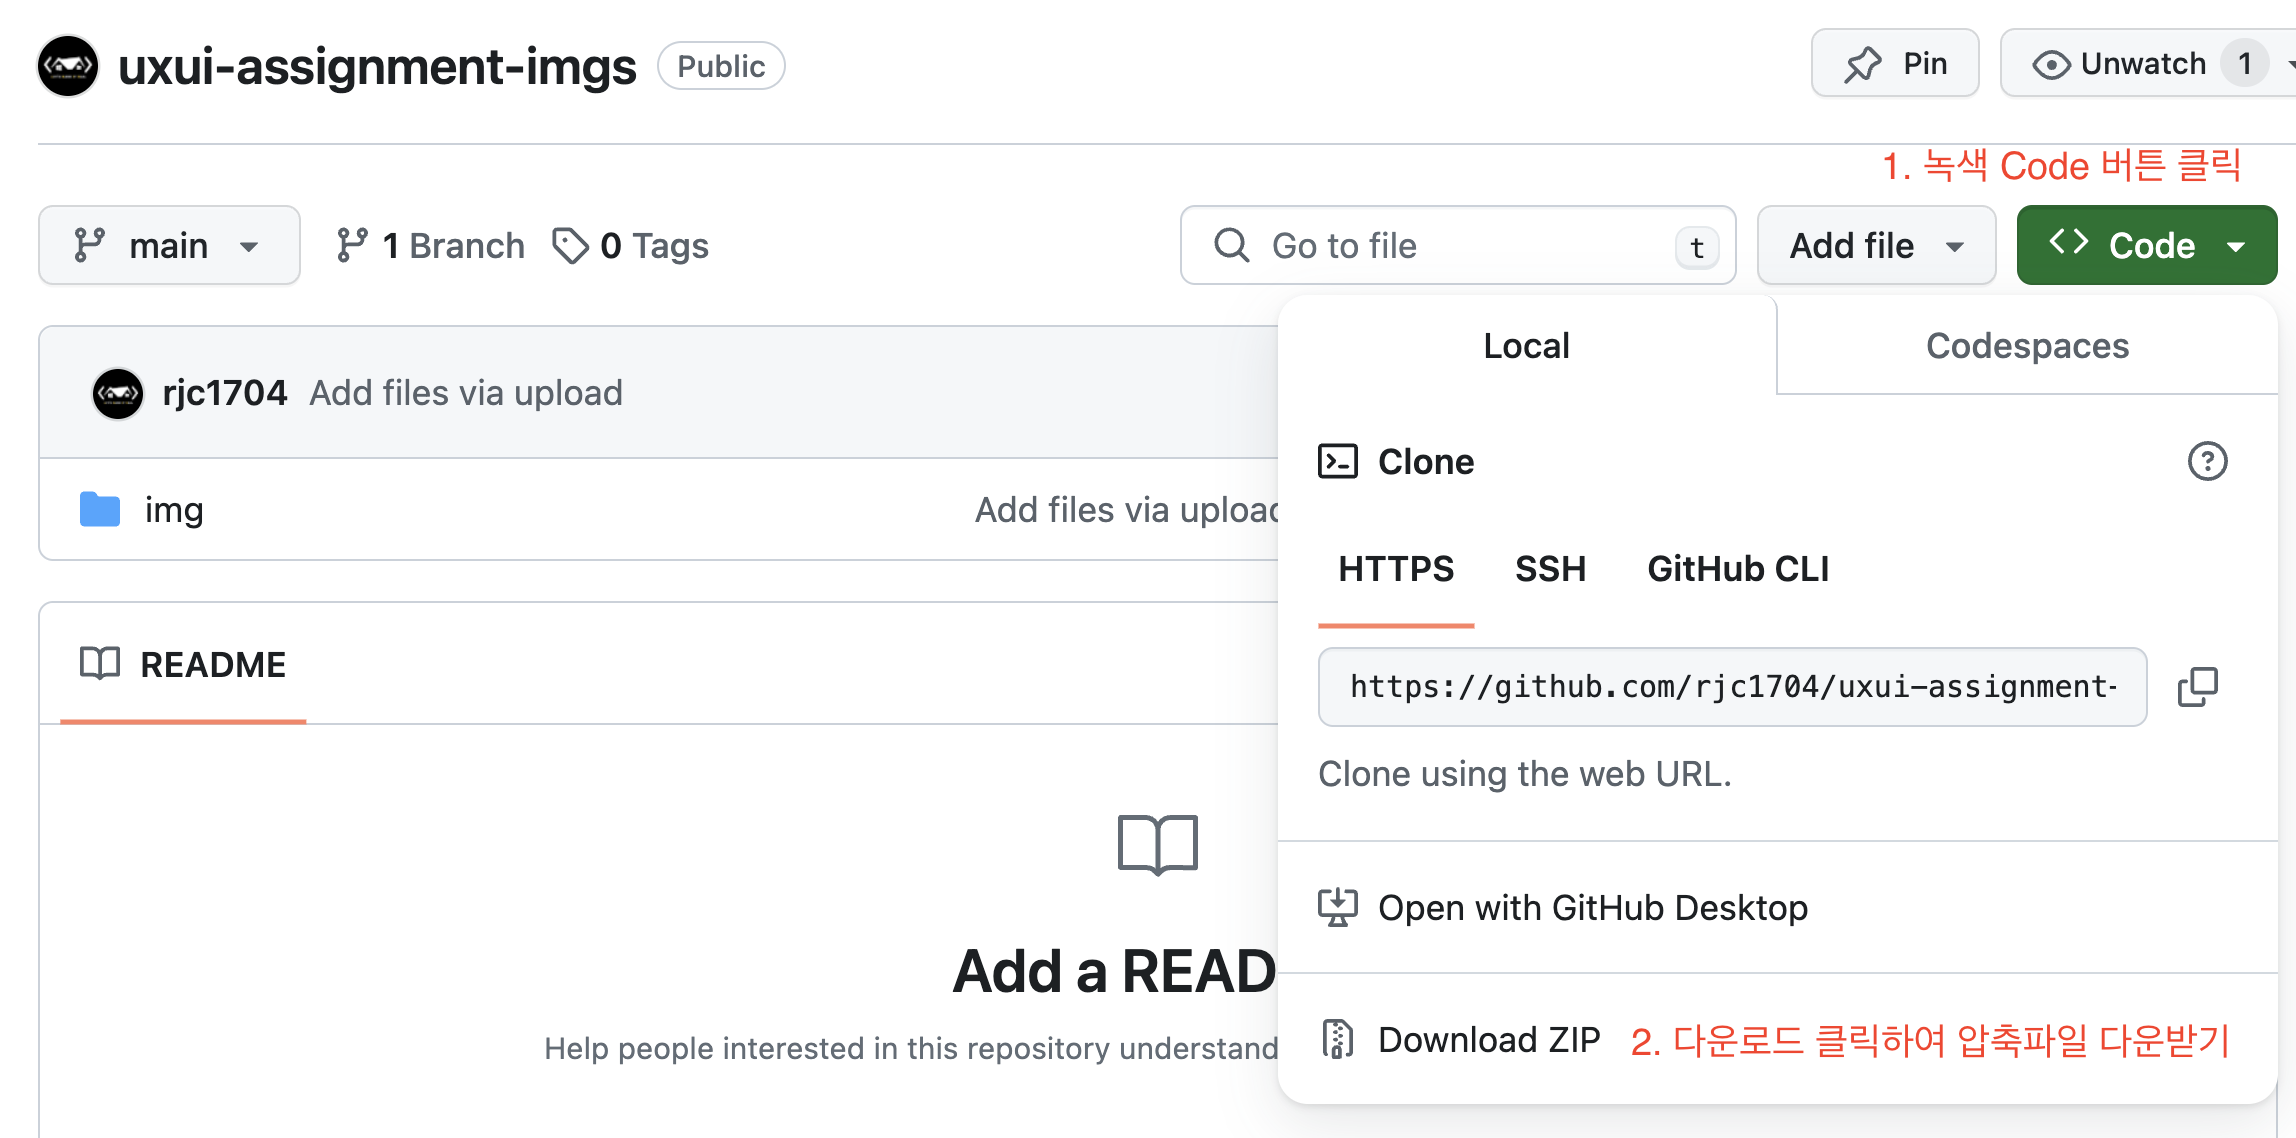 uxui-assignment-imgs Public Pin Unwatch 1
1. 녹색 Code 버튼 클릭
main 1 Branch 0 Tags Go to file t Add file Code
Local Codespaces
rjc1704 Add files via upload
Clone
img Add files via upload
HTTPS SSH GitHub CLI
README
https://github.com/rjc1704/uxui-assignment-
Clone using the web URL.
Open with GitHub Desktop
Add a READ
Help people interested in this repository understand
Download ZIP 2. 다운로드 클릭하여 압축파일 다운받기